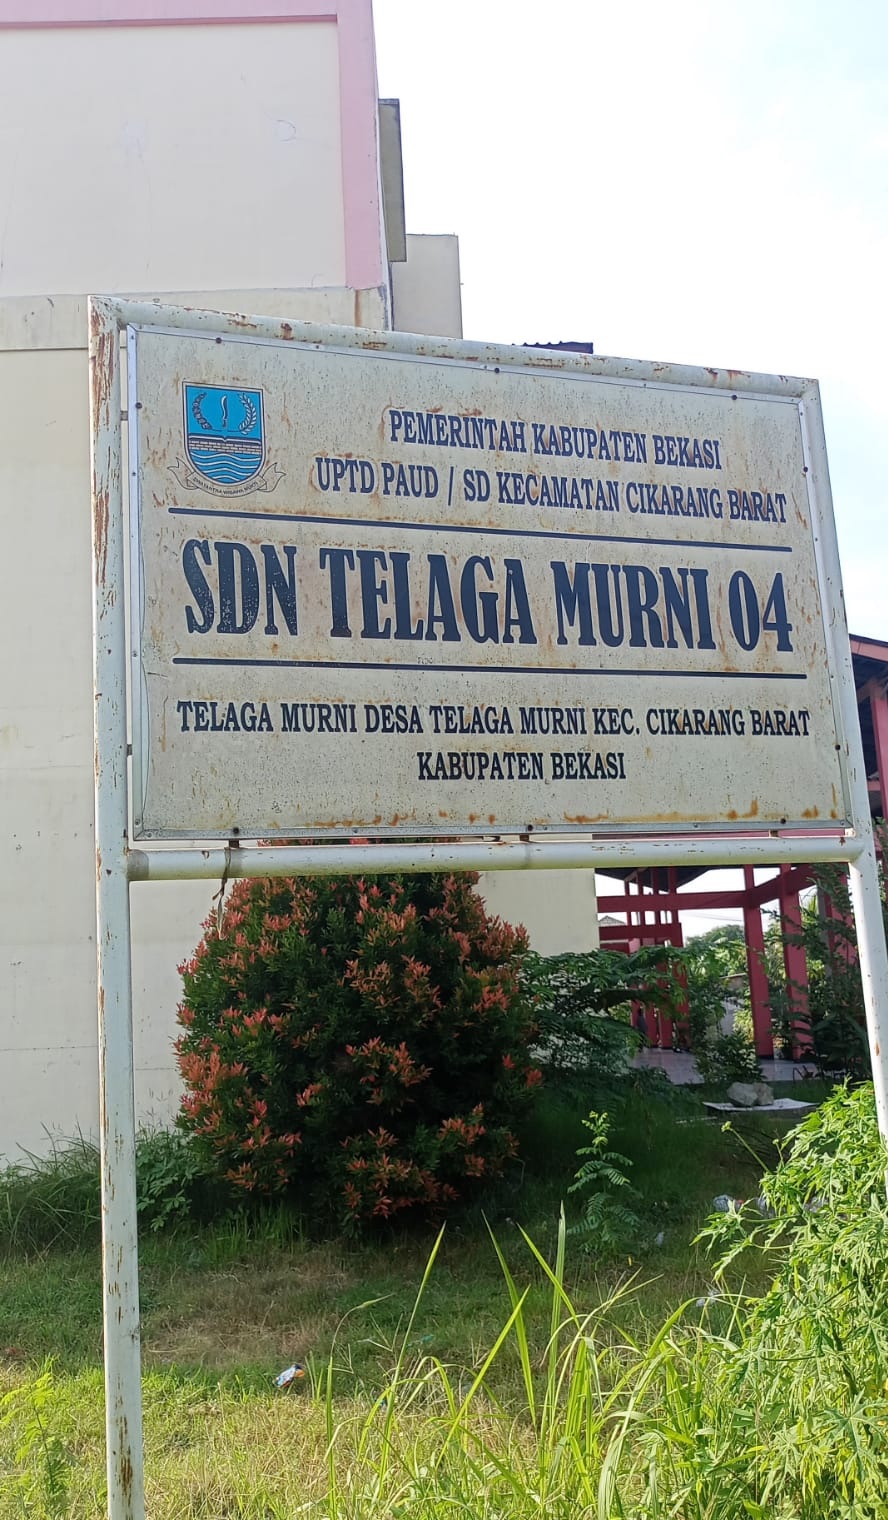 PEMERINTAH KABUPATEN BEKASI
UPTD PAUD / SD KECAMATAN CIKARANG BARAT
SDN TELAGA MURNI 04
TELAGA MURNI DESA TELAGA MURNI KEC. CIKARANG BARAT
KABUPATEN BEKASI